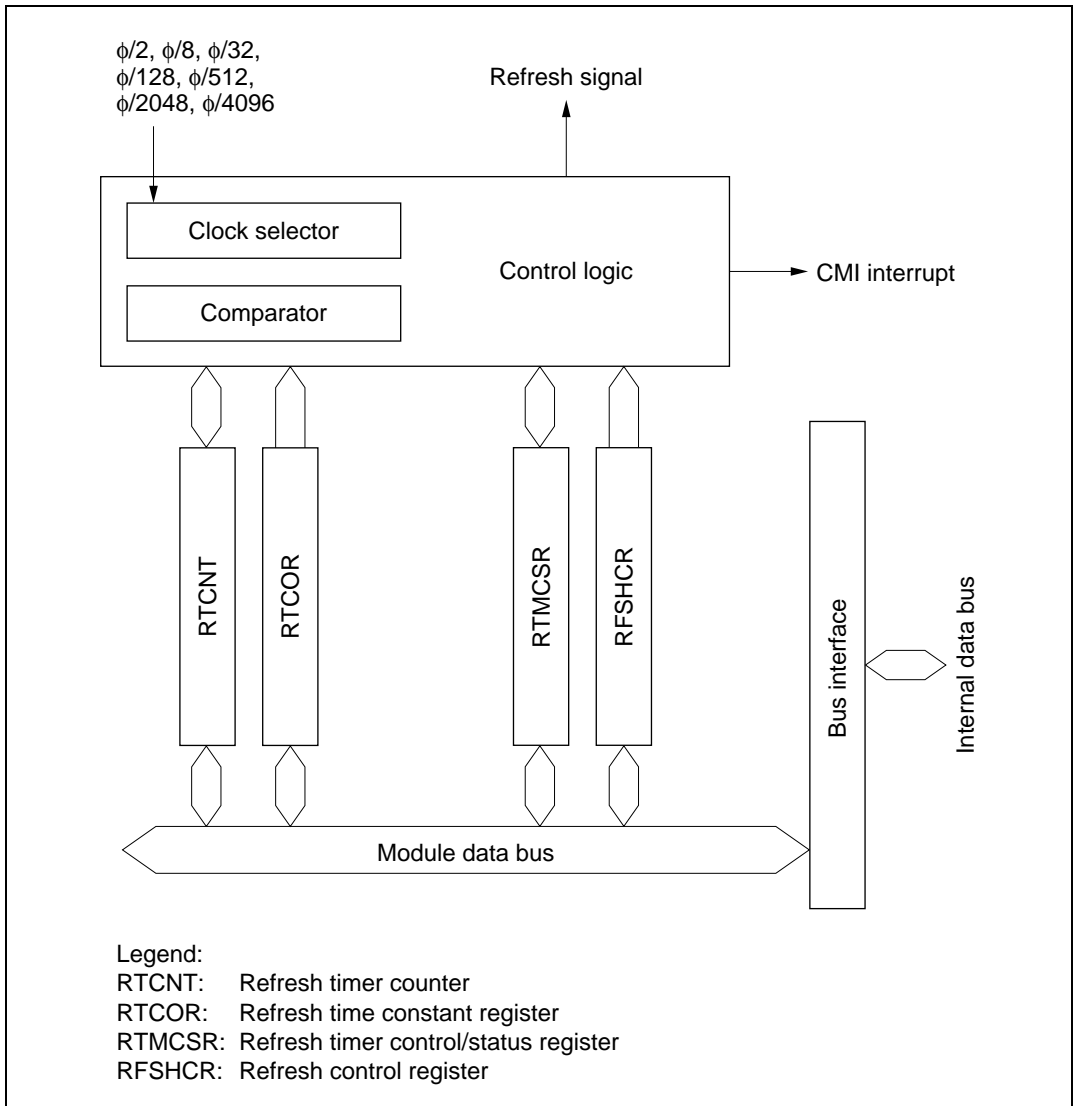 ϕ/2, ϕ/8, ϕ/32,
ϕ/128, ϕ/512,
ϕ/2048, ϕ/4096
Refresh signal
Clock selector
Control logic
CMI interrupt
Comparator
RTCNT
RTCOR
RTMCSR
RFSHCR
Bus interface
Internal data bus
Module data bus
Legend:
RTCNT: Refresh timer counter
RTCOR: Refresh time constant register
RTMCSR: Refresh timer control/status register
RFSHCR: Refresh control register